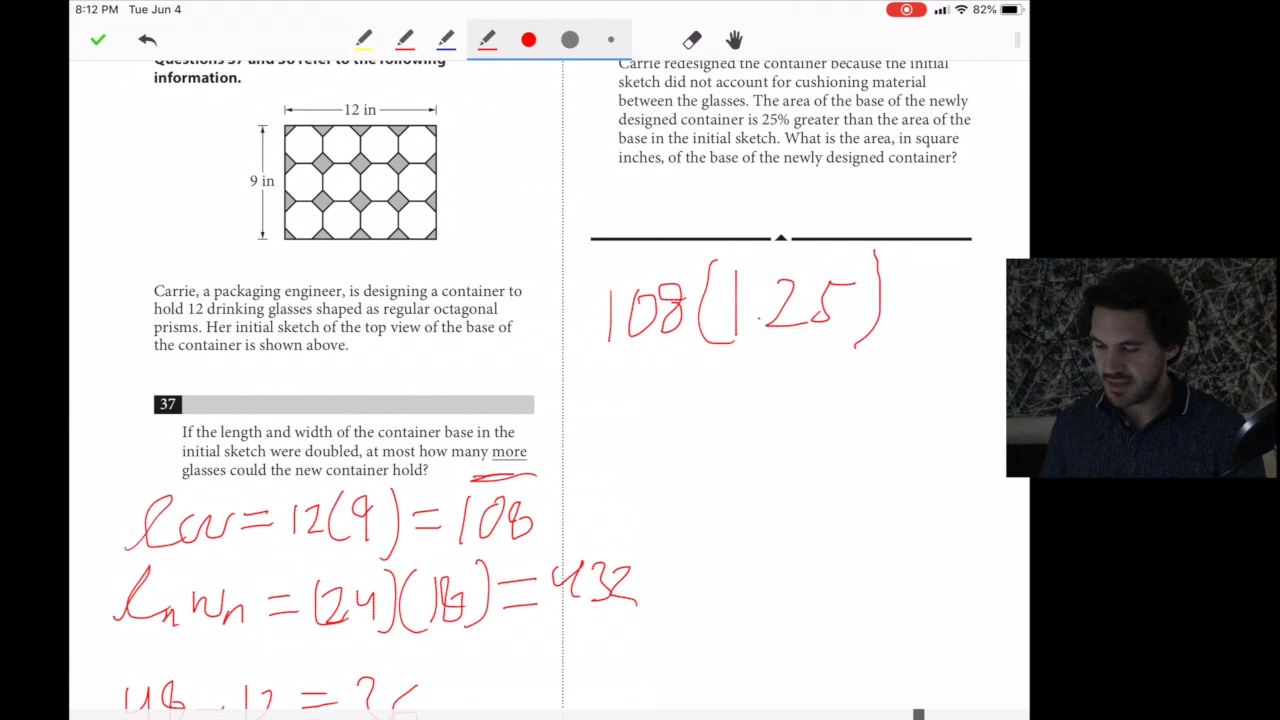 8:12 PM Tue Jun 4
82%
Questions 37 and 38 refer to the following
information.
12 in
9 in
Carrie, a packaging engineer, is designing a container to
hold 12 drinking glasses shaped as regular octagonal
prisms. Her initial sketch of the top view of the base of
the container is shown above.
37
If the length and width of the container base in the
initial sketch were doubled, at most how many more
glasses could the new container hold?
lw = 12(9) = 108
lₙwₙ = (24)(18) = 432
48 - 12 = 36
Carrie redesigned the container because the initial
sketch did not account for cushioning material
between the glasses. The area of the base of the newly
designed container is 25% greater than the area of the
base in the initial sketch. What is the area, in square
inches, of the base of the newly designed container?
108(1.25)